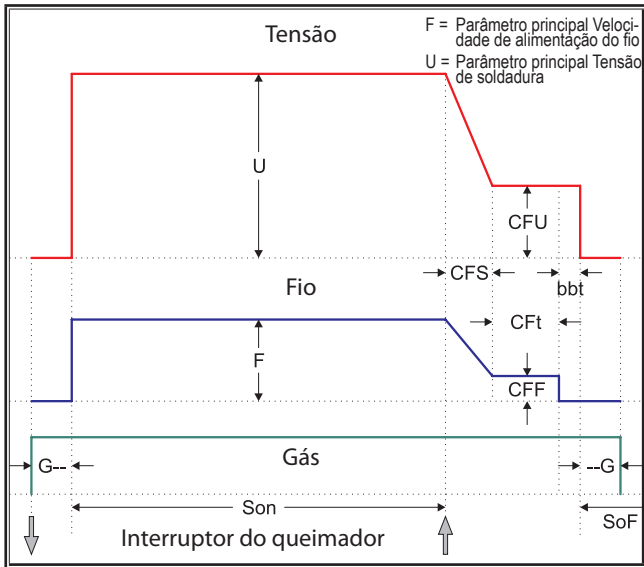 Tensão
F = Parâmetro principal Veloci-
dade de alimentação do fio
U = Parâmetro principal Tensão
de soldadura
U
CFU
CFS
bbt
Fio
CFt
F
CFF
Gás
G--
--G
Son
SoF
Interruptor do queimador